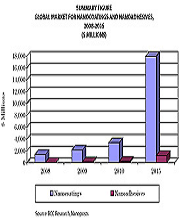 SUMMARY FIGURE
GLOBAL MARKET FOR NANOCOATINGS AND NANOADHESIVES,
2008-2015
($ MILLIONS)
$ Millions
18,000
16,000
14,000
12,000
10,000
8,000
6,000
4,000
2,000
0
2008
2009
2010
2015
Nanocoatings
Nanoadhesives
Source: BCC Research